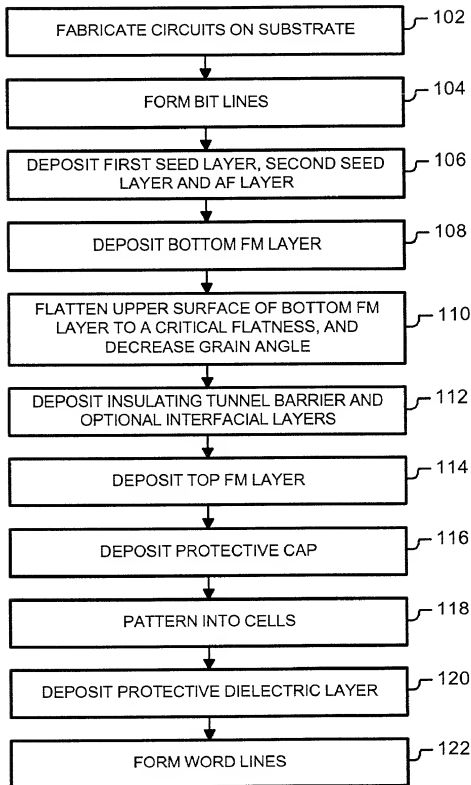 FABRICATE CIRCUITS ON SUBSTRATE
102
FORM BIT LINES
104
DEPOSIT FIRST SEED LAYER, SECOND SEED
LAYER AND AF LAYER
106
DEPOSIT BOTTOM FM LAYER
108
FLATTEN UPPER SURFACE OF BOTTOM FM
LAYER TO A CRITICAL FLATNESS, AND
DECREASE GRAIN ANGLE
110
DEPOSIT INSULATING TUNNEL BARRIER AND
OPTIONAL INTERFACIAL LAYERS
112
DEPOSIT TOP FM LAYER
114
DEPOSIT PROTECTIVE CAP
116
PATTERN INTO CELLS
118
DEPOSIT PROTECTIVE DIELECTRIC LAYER
120
FORM WORD LINES
122